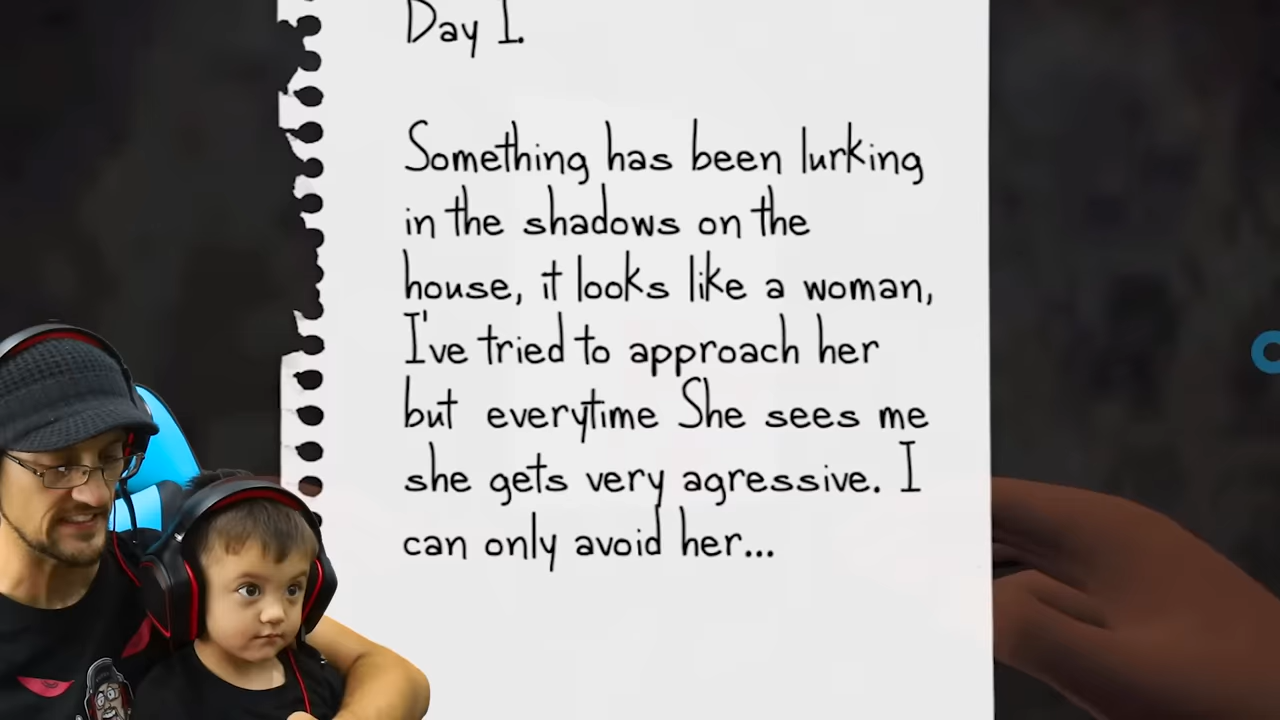 Day 1.
Something has been lurking
in the shadows on the
house, it looks like a woman,
I've tried to approach her
but everytime She sees me
she gets very agressive. I
can only avoid her...